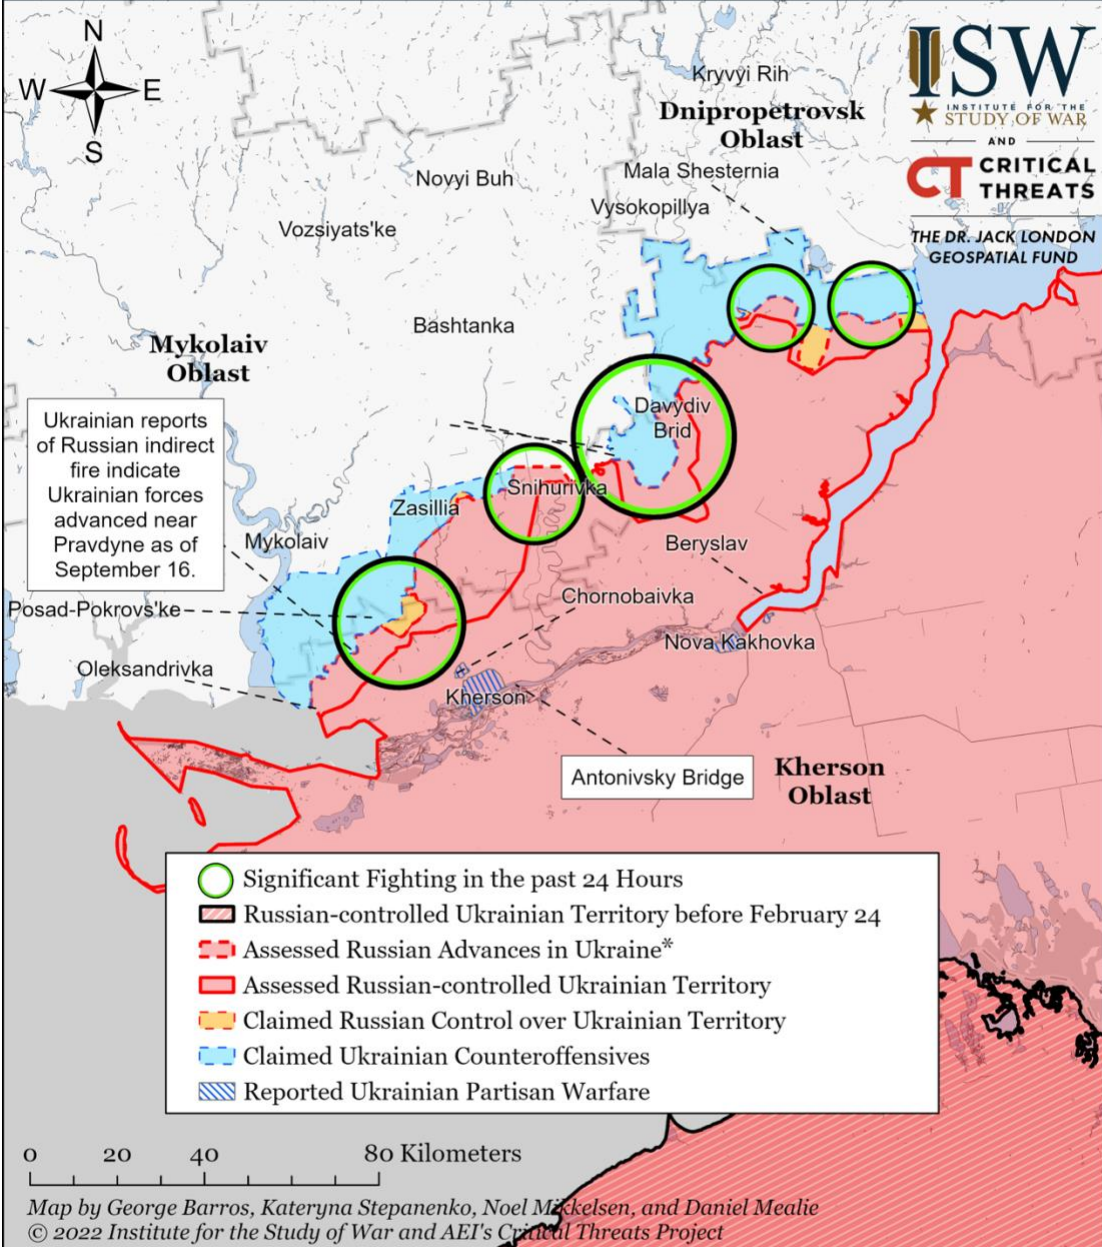 N
W
E
S
ISW
INSTITUTE FOR THE
STUDY OF WAR
AND
CT CRITICAL
THREATS
THE DR. JACK LONDON
GEOSPATIAL FUND
Kryvyi Rih
Dnipropetrovsk
Oblast
Mala Shesternia
Novyi Buh
Vysokopillya
Vozsiyats'ke
Bashtanka
Mykolaiv
Oblast
Ukrainian reports
of Russian indirect
fire indicate
Ukrainian forces
advanced near
Pravdyne as of
September 16.
Davydiv
Brid
Snihurivka
Zasillia
Mykolaiv
Beryslav
Chornobaivka
Posad-Pokrovs'ke
Nova Kakhovka
Oleksandrivka
Kherson
Antonivsky Bridge
Kherson
Oblast
Significant Fighting in the past 24 Hours
Russian-controlled Ukrainian Territory before February 24
Assessed Russian Advances in Ukraine*
Assessed Russian-controlled Ukrainian Territory
Claimed Russian Control over Ukrainian Territory
Claimed Ukrainian Counteroffensives
Reported Ukrainian Partisan Warfare
0 20 40 80 Kilometers
Map by George Barros, Kateryna Stepanenko, Noel Mikkelsen, and Daniel Mealie
© 2022 Institute for the Study of War and AEI's Critical Threats Project